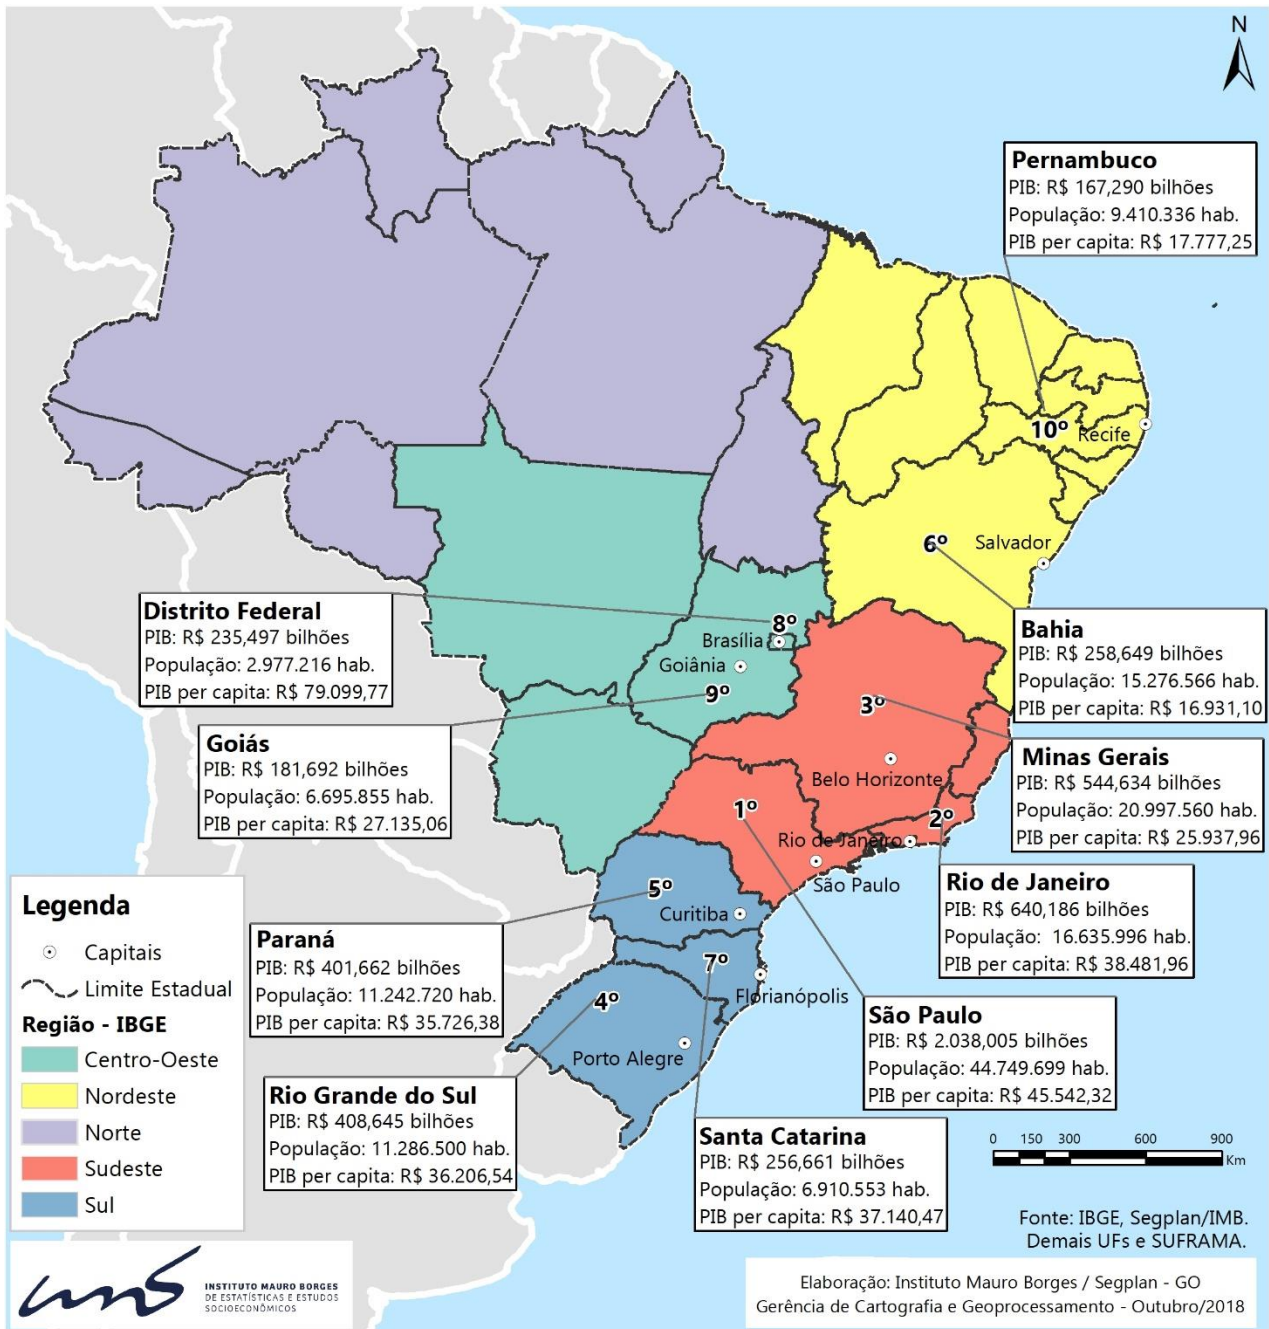 N
Pernambuco
PIB: R$ 167,290 bilhões
População: 9.410.336 hab.
PIB per capita: R$ 17.777,25
10º
Recife
6º
Salvador
Distrito Federal
PIB: R$ 235,497 bilhões
População: 2.977.216 hab.
PIB per capita: R$ 79.099,77
8º
Brasília
Goiânia
9º
Bahia
PIB: R$ 258,649 bilhões
População: 15.276.566 hab.
PIB per capita: R$ 16.931,10
Goiás
PIB: R$ 181,692 bilhões
População: 6.695.855 hab.
PIB per capita: R$ 27.135,06
3º
Belo Horizonte
Minas Gerais
PIB: R$ 544,634 bilhões
População: 20.997.560 hab.
PIB per capita: R$ 25.937,96
1º
2º
Rio de Janeiro
São Paulo
Rio de Janeiro
PIB: R$ 640,186 bilhões
População: 16.635.996 hab.
PIB per capita: R$ 38.481,96
5º
Curitiba
Paraná
PIB: R$ 401,662 bilhões
População: 11.242.720 hab.
PIB per capita: R$ 35.726,38
7º
Florianópolis
4º
Porto Alegre
São Paulo
PIB: R$ 2.038,005 bilhões
População: 44.749.699 hab.
PIB per capita: R$ 45.542,32
Rio Grande do Sul
PIB: R$ 408,645 bilhões
População: 11.286.500 hab.
PIB per capita: R$ 36.206,54
Santa Catarina
PIB: R$ 256,661 bilhões
População: 6.910.553 hab.
PIB per capita: R$ 37.140,47
Legenda
Capitais
Limite Estadual
Região - IBGE
Centro-Oeste
Nordeste
Norte
Sudeste
Sul
0 150 300 600 900
Km
Fonte: IBGE, Segplan/IMB.
Demais UFs e SUFRAMA.
INSTITUTO MAURO BORGES
DE ESTATÍSTICAS E ESTUDOS
SOCIOECONÔMICOS
Elaboração: Instituto Mauro Borges / Segplan - GO
Gerência de Cartografia e Geoprocessamento - Outubro/2018